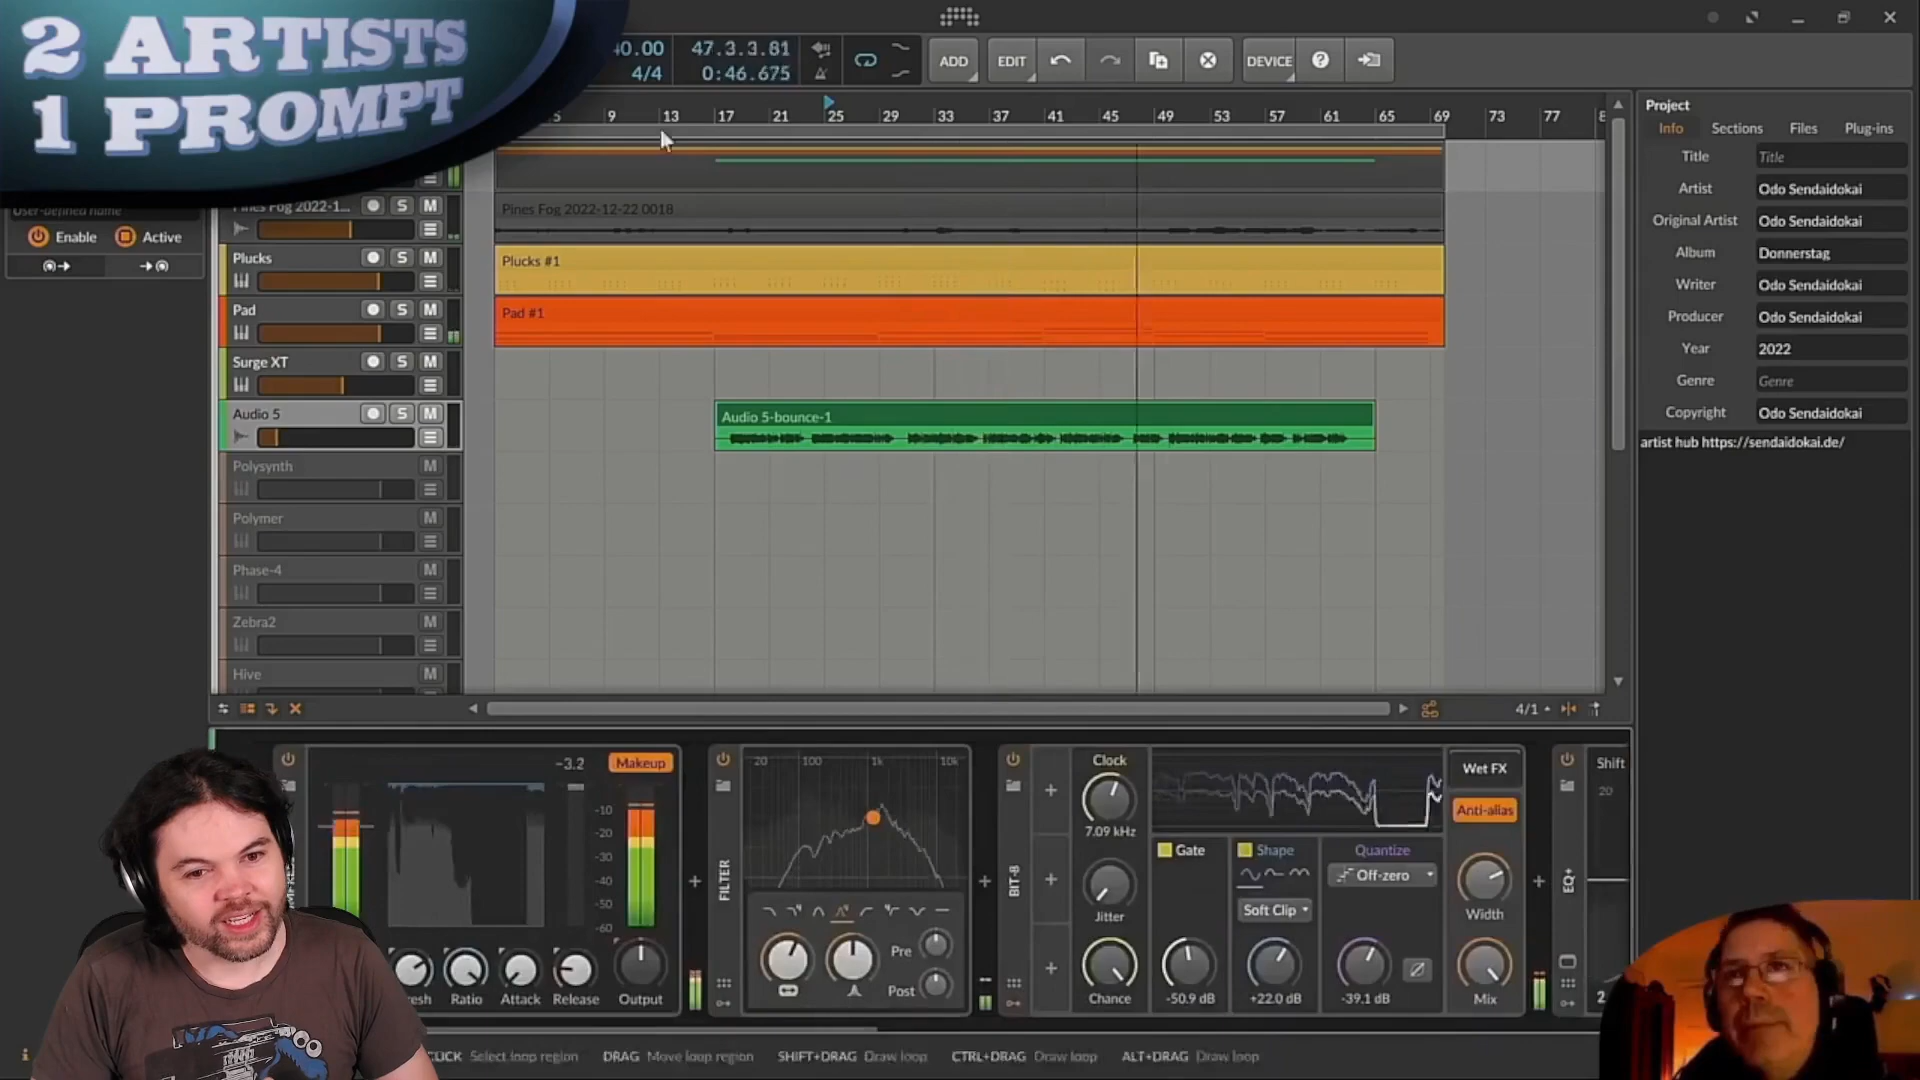 2 ARTISTS
1 PROMPT
40.00
4/4
47.3.3.81
0:46.675
ADD
EDIT
DEVICE
?
5 9 13 17 21 25 29 33 37 41 45 49 53 57 61 65 69 73 77 8
Project
Info Sections Files Plug-ins
Title Title
Artist Odo Sendaidokai
Original Artist Odo Sendaidokai
Album Donnerstag
Writer Odo Sendaidokai
Producer Odo Sendaidokai
Year 2022
Genre Genre
Copyright Odo Sendaidokai
artist hub https://sendaidokai.de/
User-defined name
Enable Active
Pines Fog 2022-1... S M
Pines Fog 2022-12-22 0018
Plucks S M
Plucks #1
Pad S M
Pad #1
Surge XT S M
Audio 5 S M
Audio 5-bounce-1
Polysynth M
Polymer M
Phase-4 M
Zebra2 M
Hive M
4/1
-3.2 Makeup
-10
-20
-30
-40
-50
-60
Ratio Attack Release Output
FILTER
20 100 1k 10k
Pre
Post
BIT-8
Clock
7.09 kHz
Jitter
Chance
Gate
-50.9 dB
Shape
Soft Clip
+22.0 dB
Quantize
Off-zero
-39.1 dB
Wet FX
Anti-alias
Width
Mix
EQ+
Shift
20
CLICK Select loop region DRAG Move loop region SHIFT+DRAG Draw loop CTRL+DRAG Draw loop ALT+DRAG Draw loop